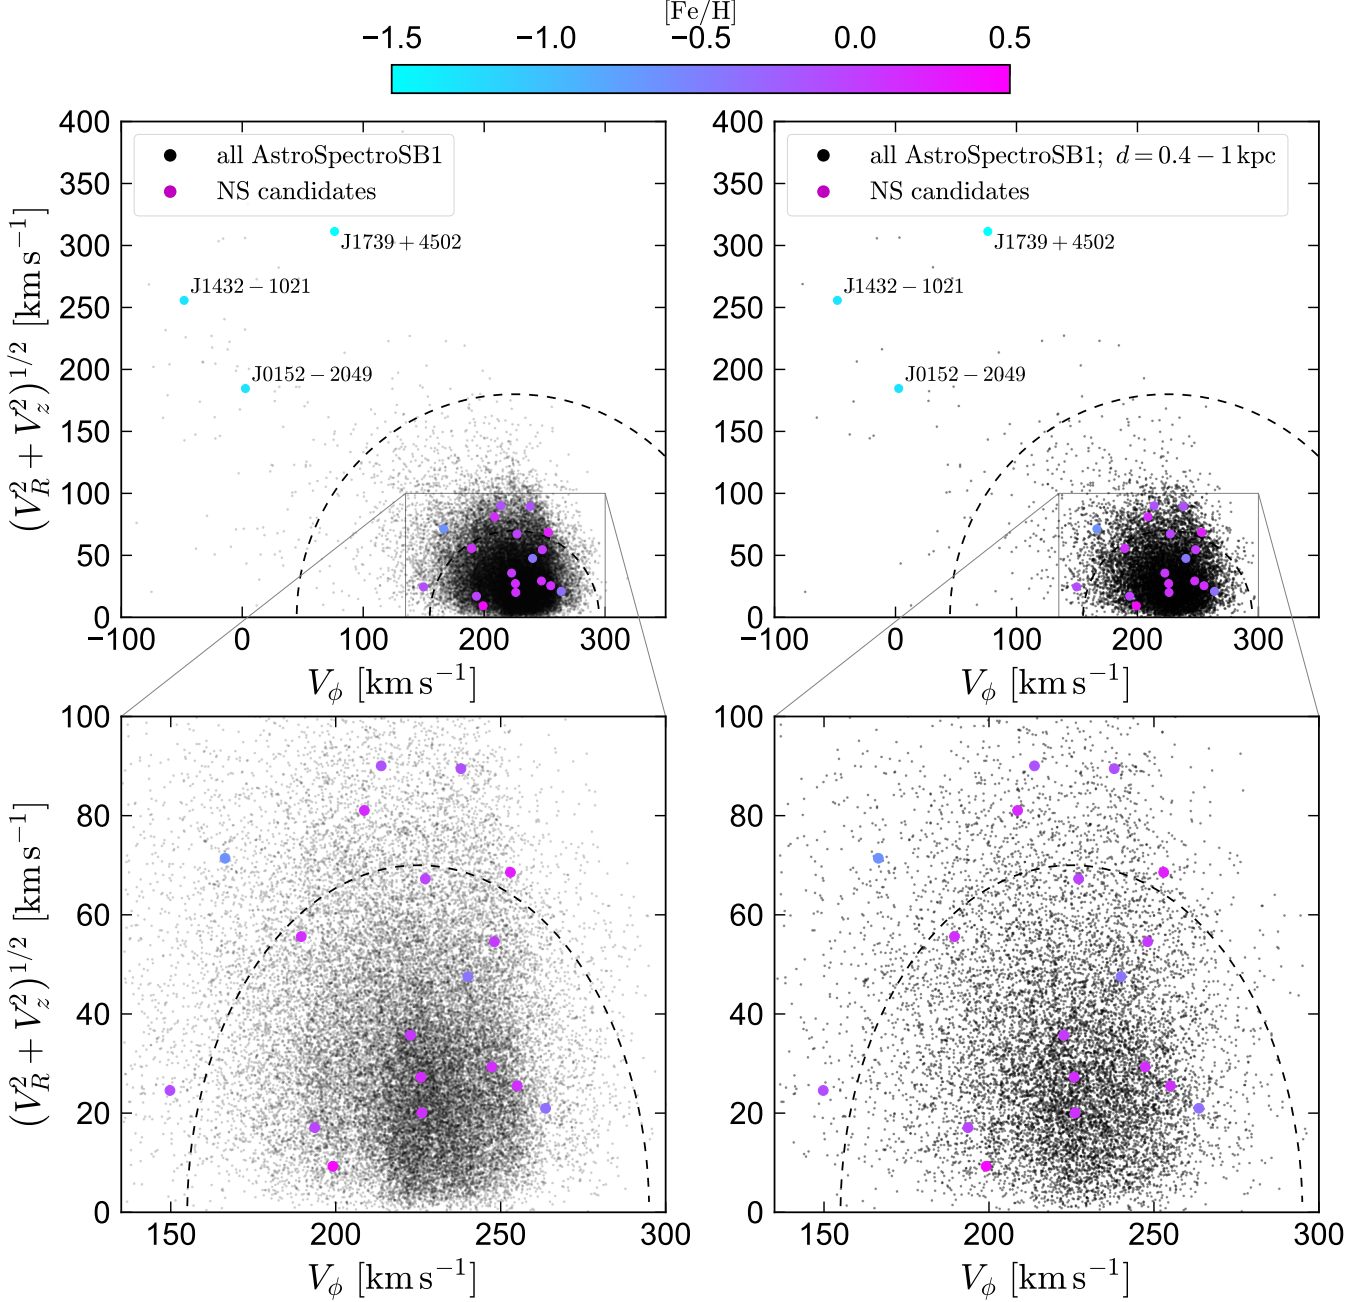 [Fe/H]
−1.5 −1.0 −0.5 0.0 0.5
400
350
300
250
200
150
100
50
0
−100 0 100 200 300
(V_R^2 + V_z^2)^{1/2} [km s^{−1}]
V_ϕ [km s^{−1}]
all AstroSpectroSB1
NS candidates
J1739 + 4502
J1432 − 1021
J0152 − 2049
400
350
300
250
200
150
100
50
0
−100 0 100 200 300
V_ϕ [km s^{−1}]
all AstroSpectroSB1; d = 0.4 − 1 kpc
NS candidates
J1739 + 4502
J1432 − 1021
J0152 − 2049
100
80
60
40
20
0
150 200 250 300
(V_R^2 + V_z^2)^{1/2} [km s^{−1}]
V_ϕ [km s^{−1}]
100
80
60
40
20
0
150 200 250 300
V_ϕ [km s^{−1}]